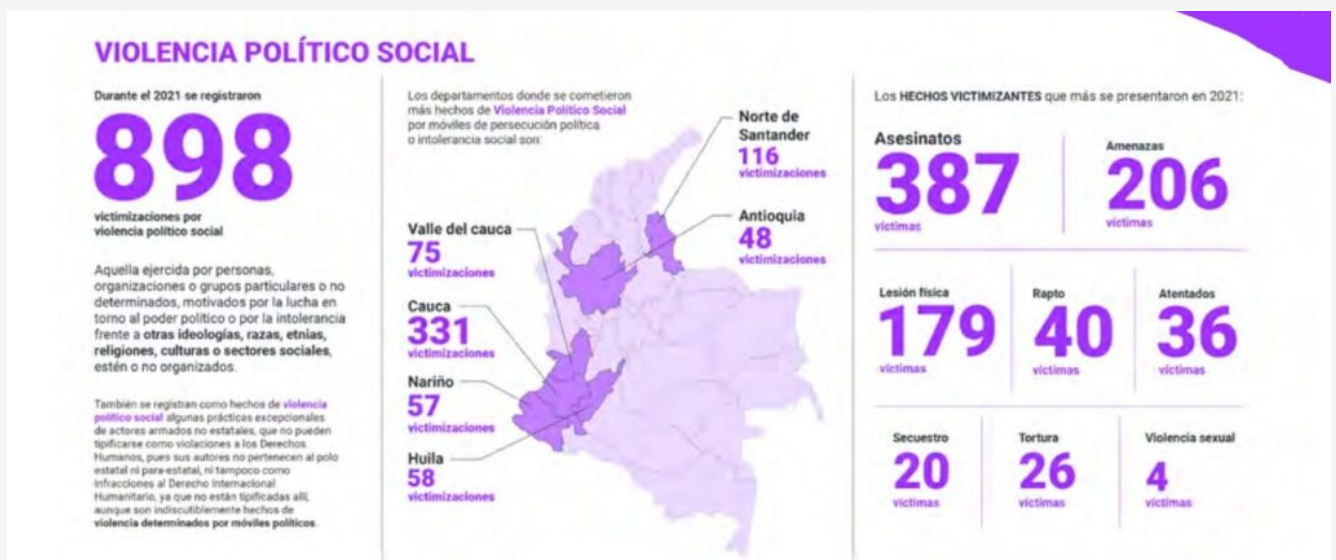 VIOLENCIA POLÍTICO SOCIAL
Durante el 2021 se registraron
898
victimizaciones por
violencia político social
Aquella ejercida por personas,
organizaciones o grupos particulares o no
determinados, motivados por la lucha en
torno al poder político o por la intolerancia
frente a otras ideologías, razas, etnias,
religiones, culturas o sectores sociales,
estén o no organizados.
También se registran como hechos de violencia
político social algunas prácticas excepcionales
de actores armados no estatales, que no pueden
tipificarse como violaciones a los Derechos
Humanos, pues sus autores no pertenecen al polo
estatal ni para-estatal, ni tampoco como
infracciones al Derecho Internacional
Humanitario, ya que no están tipificadas allí,
aunque son indiscutiblemente hechos de
violencia determinados por móviles políticos.
Los departamentos donde se cometieron
más hechos de Violencia Político Social
por móviles de persecución política
o intolerancia social son:
Norte de
Santander
116
victimizaciones
Antioquia
48
victimizaciones
Valle del cauca
75
victimizaciones
Cauca
331
victimizaciones
Nariño
57
victimizaciones
Huila
58
victimizaciones
Los HECHOS VICTIMIZANTES que más se presentaron en 2021:
Asesinatos
387
víctimas
Amenazas
206
víctimas
Lesión física
179
víctimas
Rapto
40
víctimas
Atentados
36
víctimas
Secuestro
20
víctimas
Tortura
26
víctimas
Violencia sexual
4
víctimas